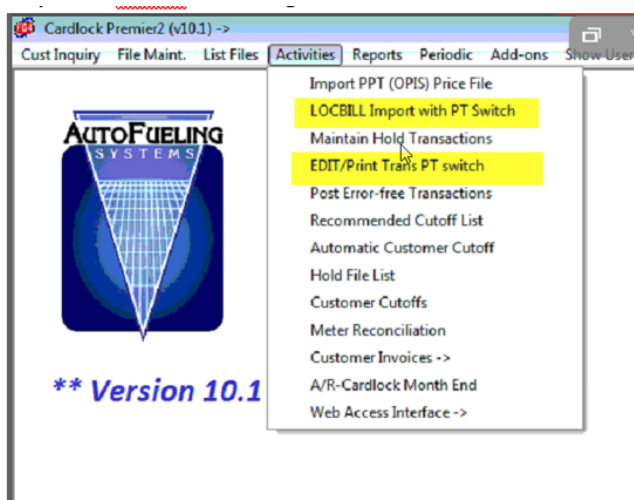 Cardlock Premier2 (v10.1) ->
Cust Inquiry File Maint. List Files Activities Reports Periodic Add-ons Show User
Import PPT (OPIS) Price File
LOCBILL Import with PT Switch
Maintain Hold Transactions
EDIT/Print Trans PT switch
Post Error-free Transactions
Recommended Cutoff List
Automatic Customer Cutoff
Hold File List
Customer Cutoffs
Meter Reconciliation
Customer Invoices ->
A/R-Cardlock Month End
Web Access Interface ->
AUTOFUELING
SYSTEMS
** Version 10.1